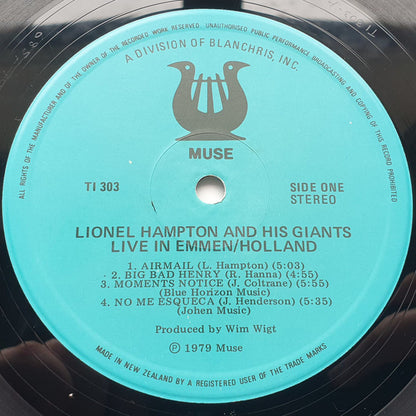 ALL RIGHTS OF THE MANUFACTURER AND OF THE OWNER OF THE RECORDED WORK RESERVED. UNAUTHORISED PUBLIC PERFORMANCE BROADCASTING AND COPYING OF THIS RECORD PROHIBITED.
A DIVISION OF BLANCHRIS, INC.
MUSE
TI 303
SIDE ONE
STEREO
LIONEL HAMPTON AND HIS GIANTS
LIVE IN EMMEN/HOLLAND
1. AIRMAIL (L. Hampton) (5:03)
2. BIG BAD HENRY (R. Hanna) (4:55)
3. MOMENTS NOTICE (J. Coltrane) (5:55)
(Blue Horizon Music)
4. NO ME ESQUECA (J. Henderson) (5:35)
(Johen Music)
Produced by Wim Wigt
Ⓟ 1979 Muse
MADE IN NEW ZEALAND BY A REGISTERED USER OF THE TRADE MARKS